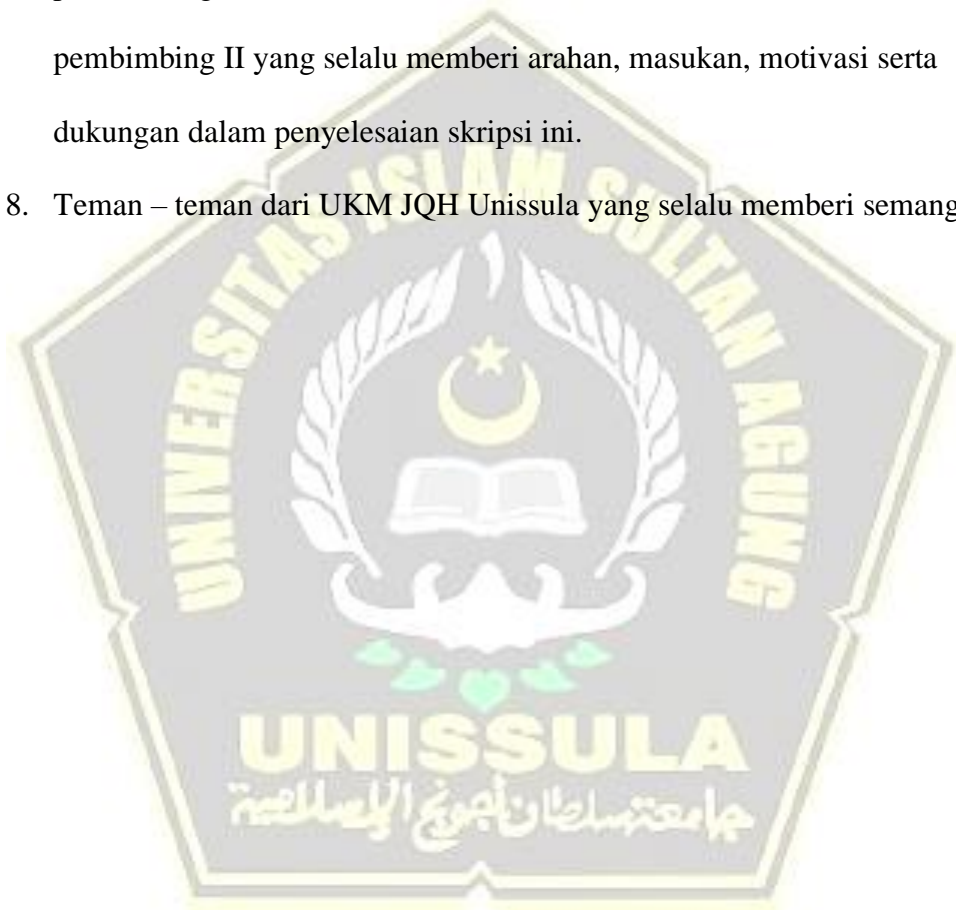 pembimbing II yang selalu memberi arahan, masukan, motivasi serta
dukungan dalam penyelesaian skripsi ini.
8. Teman – teman dari UKM JQH Unissula yang selalu memberi semang
UNIVERSITAS ISLAM SULTAN AGUNG
UNISSULA
جامعة سلطان أجونج الإسلامية